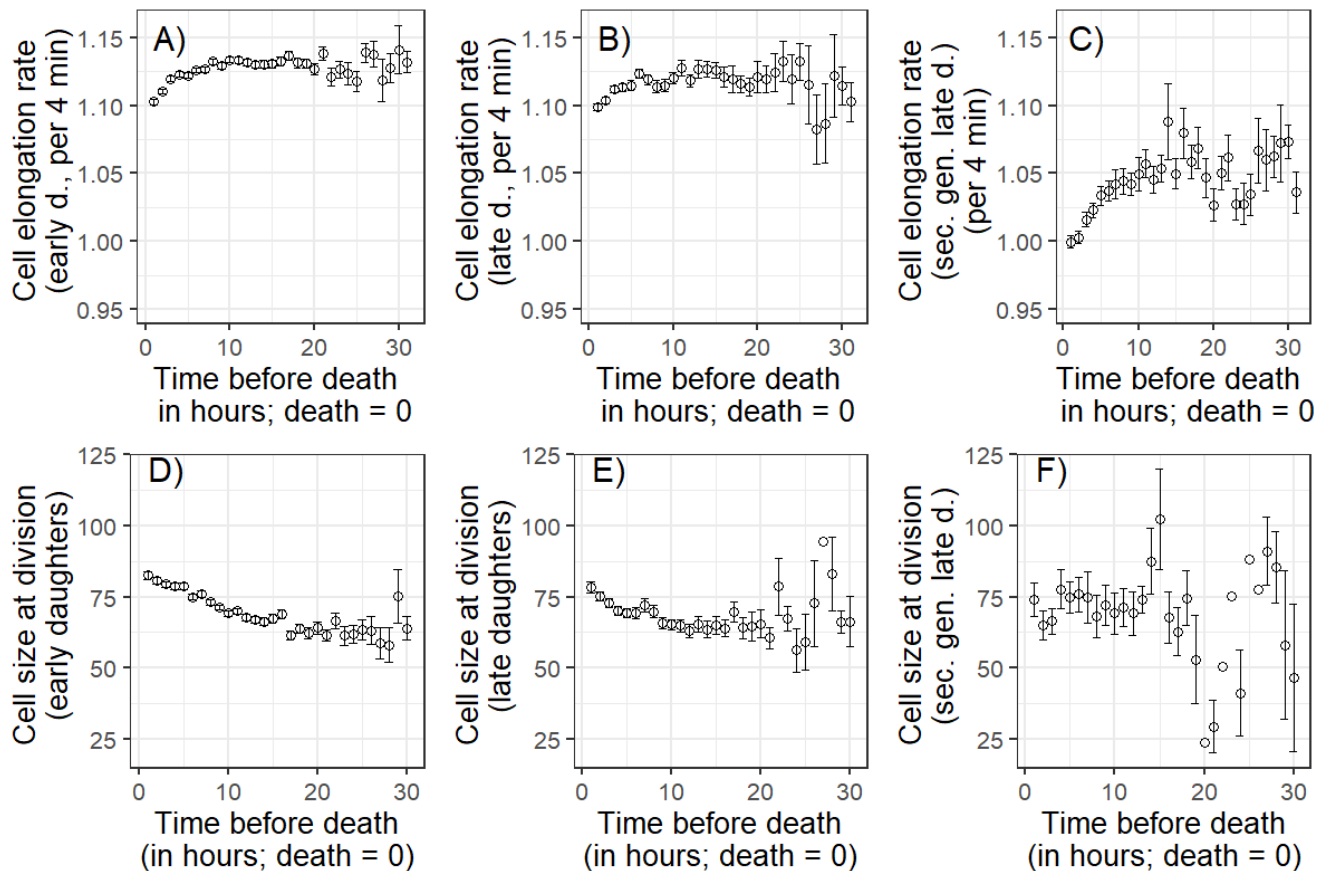 Cell elongation rate
(early d., per 4 min)
A)
1.15
1.10
1.05
1.00
0.95
0
10
20
30
Time before death
in hours; death = 0
Cell elongation rate
(late d., per 4 min)
B)
1.15
1.10
1.05
1.00
0.95
0
10
20
30
Time before death
in hours; death = 0
Cell elongation rate
(sec. gen. late d.)
(per 4 min)
C)
1.15
1.10
1.05
1.00
0.95
0
10
20
30
Time before death
in hours; death = 0
Cell size at division
(early daughters)
D)
125
100
75
50
25
0
10
20
30
Time before death
(in hours; death = 0)
Cell size at division
(late daughters)
E)
125
100
75
50
25
0
10
20
30
Time before death
(in hours; death = 0)
Cell size at division
(sec. gen. late d.)
F)
125
100
75
50
25
0
10
20
30
Time before death
(in hours; death = 0)